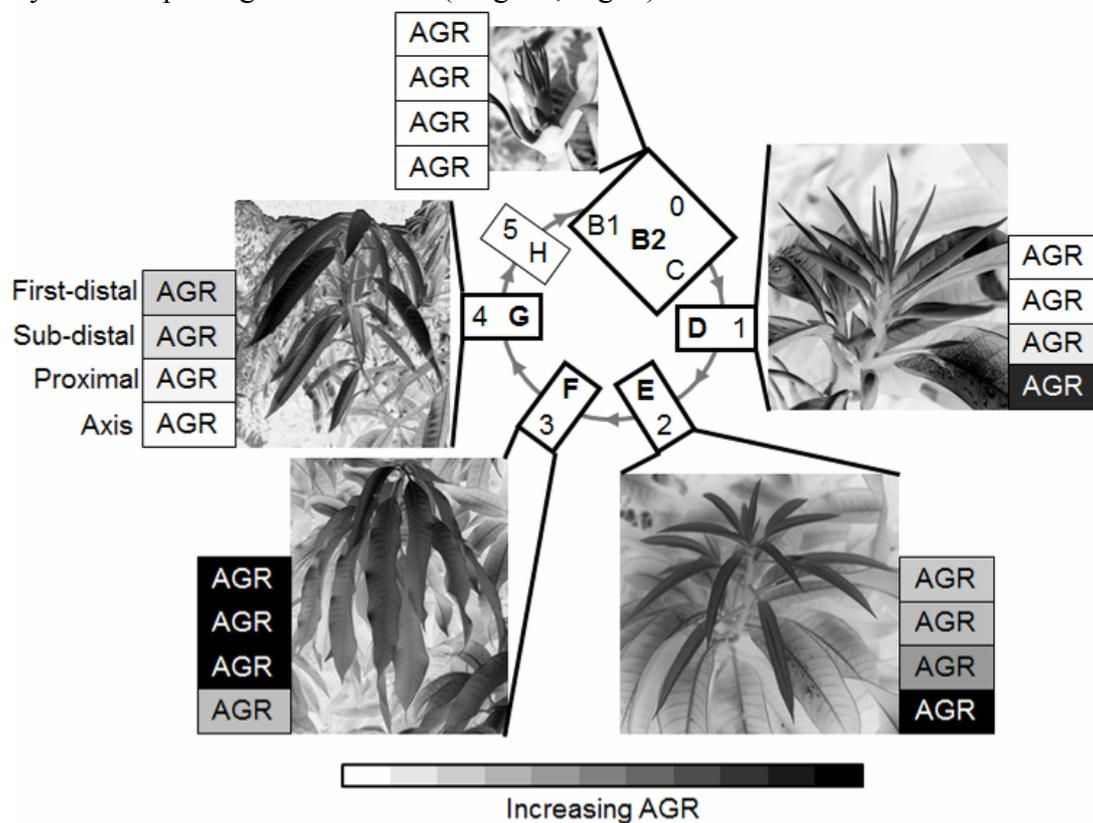 AGR
AGR
AGR
AGR
0
B1
B2
C
5
H
D 1
AGR
AGR
AGR
AGR
First-distal AGR
Sub-distal AGR
Proximal AGR
Axis AGR
4 G
F
3
E
2
AGR
AGR
AGR
AGR
AGR
AGR
AGR
AGR
Increasing AGR